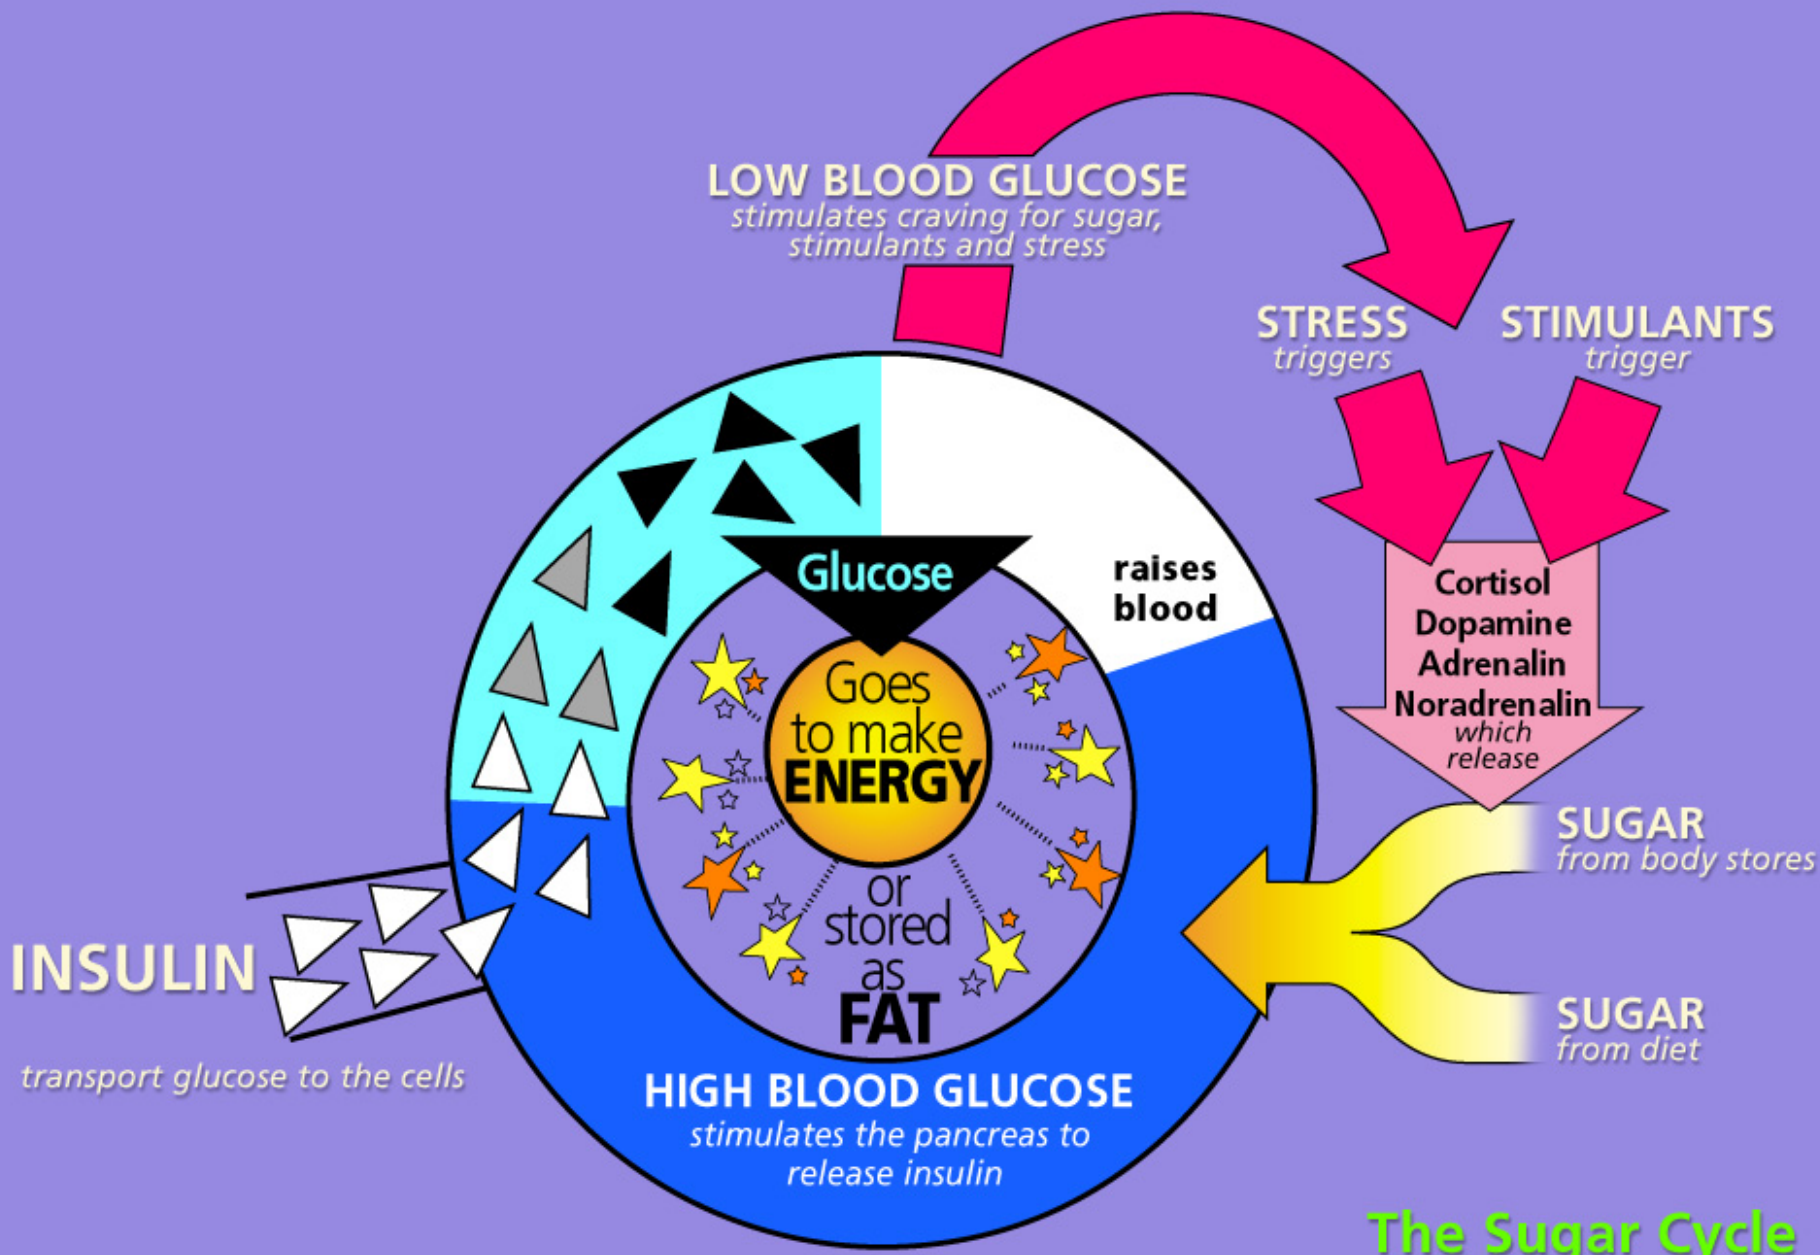 LOW BLOOD GLUCOSE
stimulates craving for sugar,
stimulants and stress
STRESS
triggers
STIMULANTS
trigger
Cortisol
Dopamine
Adrenalin
Noradrenalin
which
release
SUGAR
from body stores
SUGAR
from diet
raises
blood
Glucose
Goes
to make
ENERGY
or
stored
as
FAT
INSULIN
transport glucose to the cells
HIGH BLOOD GLUCOSE
stimulates the pancreas to
release insulin
The Sugar Cycle